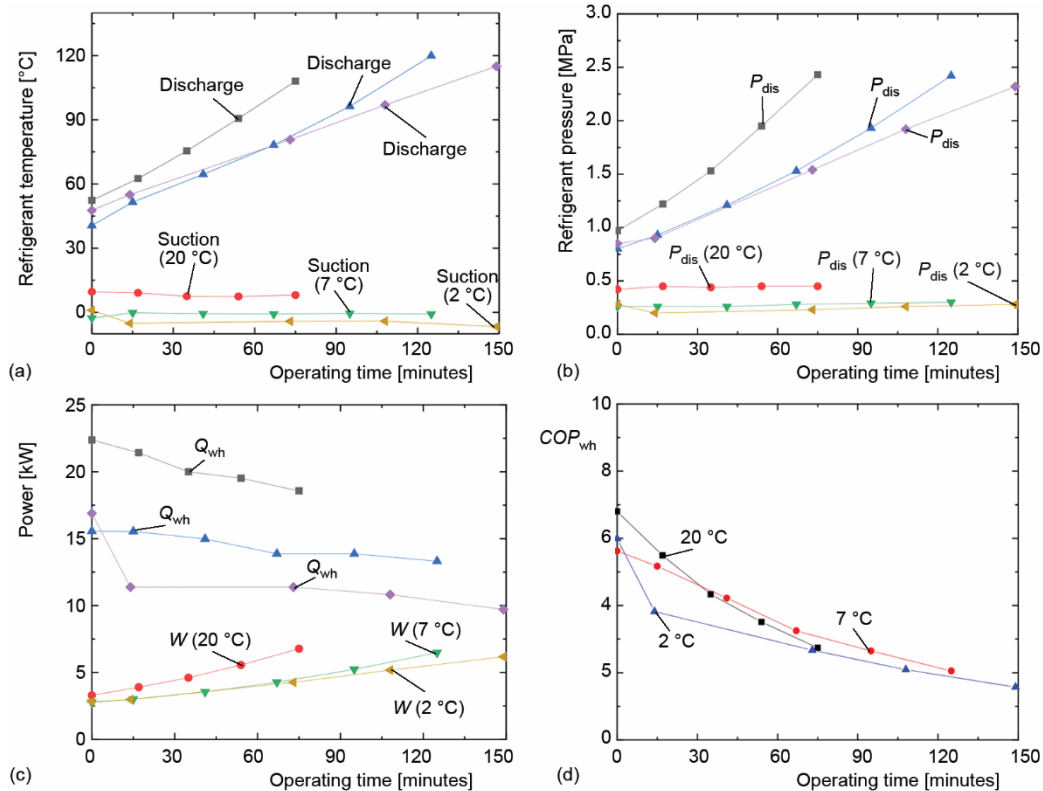 Refrigerant temperature [°C]
120
90
60
30
0
Discharge
Discharge
Discharge
Suction
(20 °C)
Suction
(7 °C)
Suction
(2 °C)
0 30 60 90 120 150
(a)
Operating time [minutes]
Refrigerant pressure [MPa]
3.0
2.5
2.0
1.5
1.0
0.5
0.0
Pdis
Pdis
Pdis
Pdis (20 °C)
Pdis (7 °C)
Pdis (2 °C)
0 30 60 90 120 150
(b)
Operating time [minutes]
Power [kW]
25
20
15
10
5
0
Qwh
Qwh
Qwh
W (20 °C)
W (7 °C)
W (2 °C)
0 30 60 90 120 150
(c)
Operating time [minutes]
COPwh
10
8
6
4
5
0
20 °C
7 °C
2 °C
0 30 60 90 120 150
(d)
Operating time [minutes]